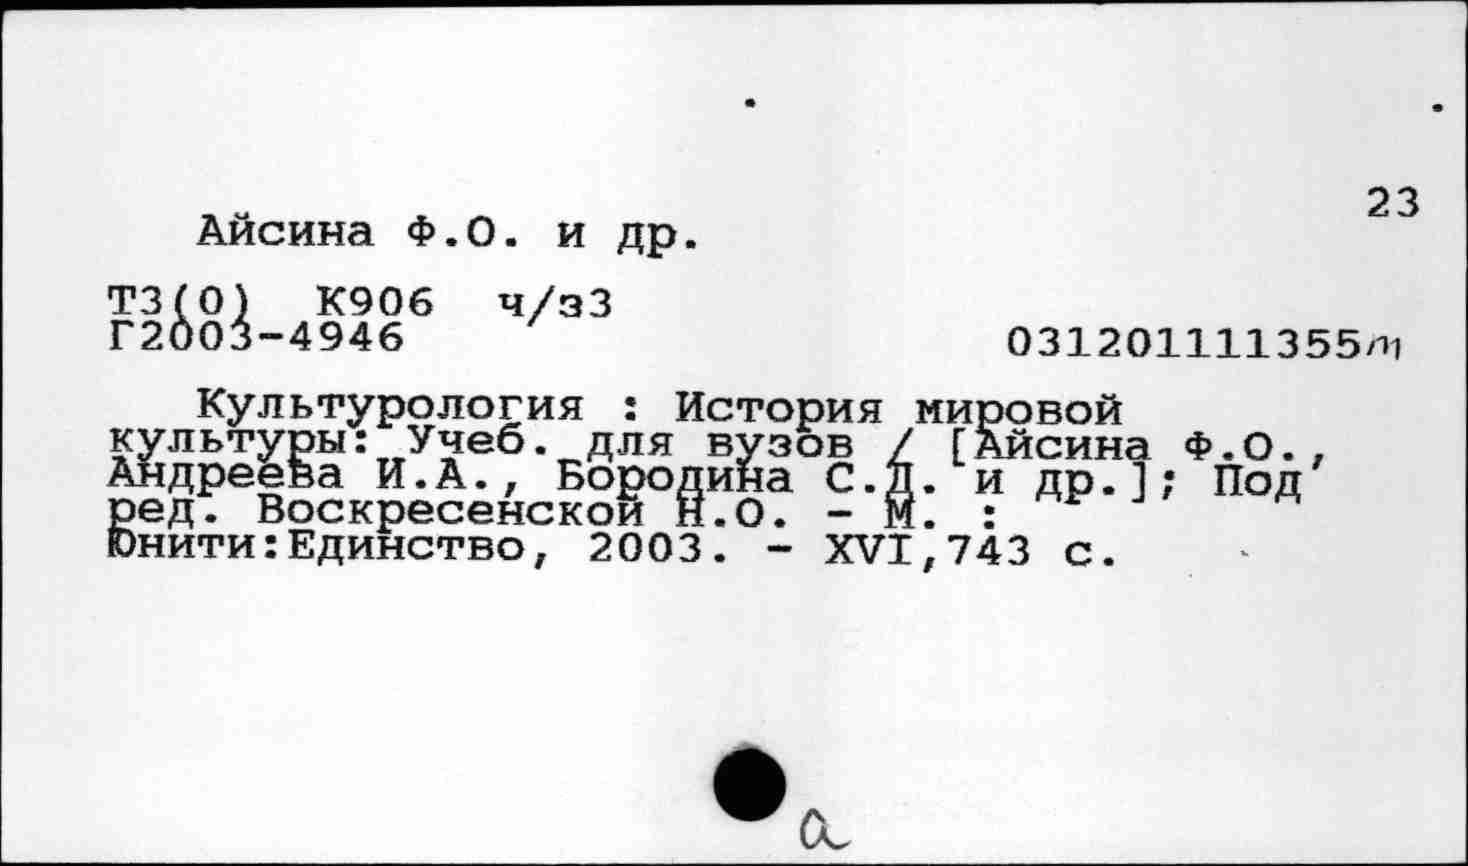 23
Айсина Ф.О. и др.
Т3(0) К906 ч/з3
Г2003-4946
031201111355m
Культурология : История мировой
культуры: Учеб. для вузов / [Айсина Ф.О.,
Андреева И.А., Бородина С.Д. и др.]; Под
ред. Воскресенской Н.О. - М. :
Юнити:Единство, 2003. - XVI,743 с.
а